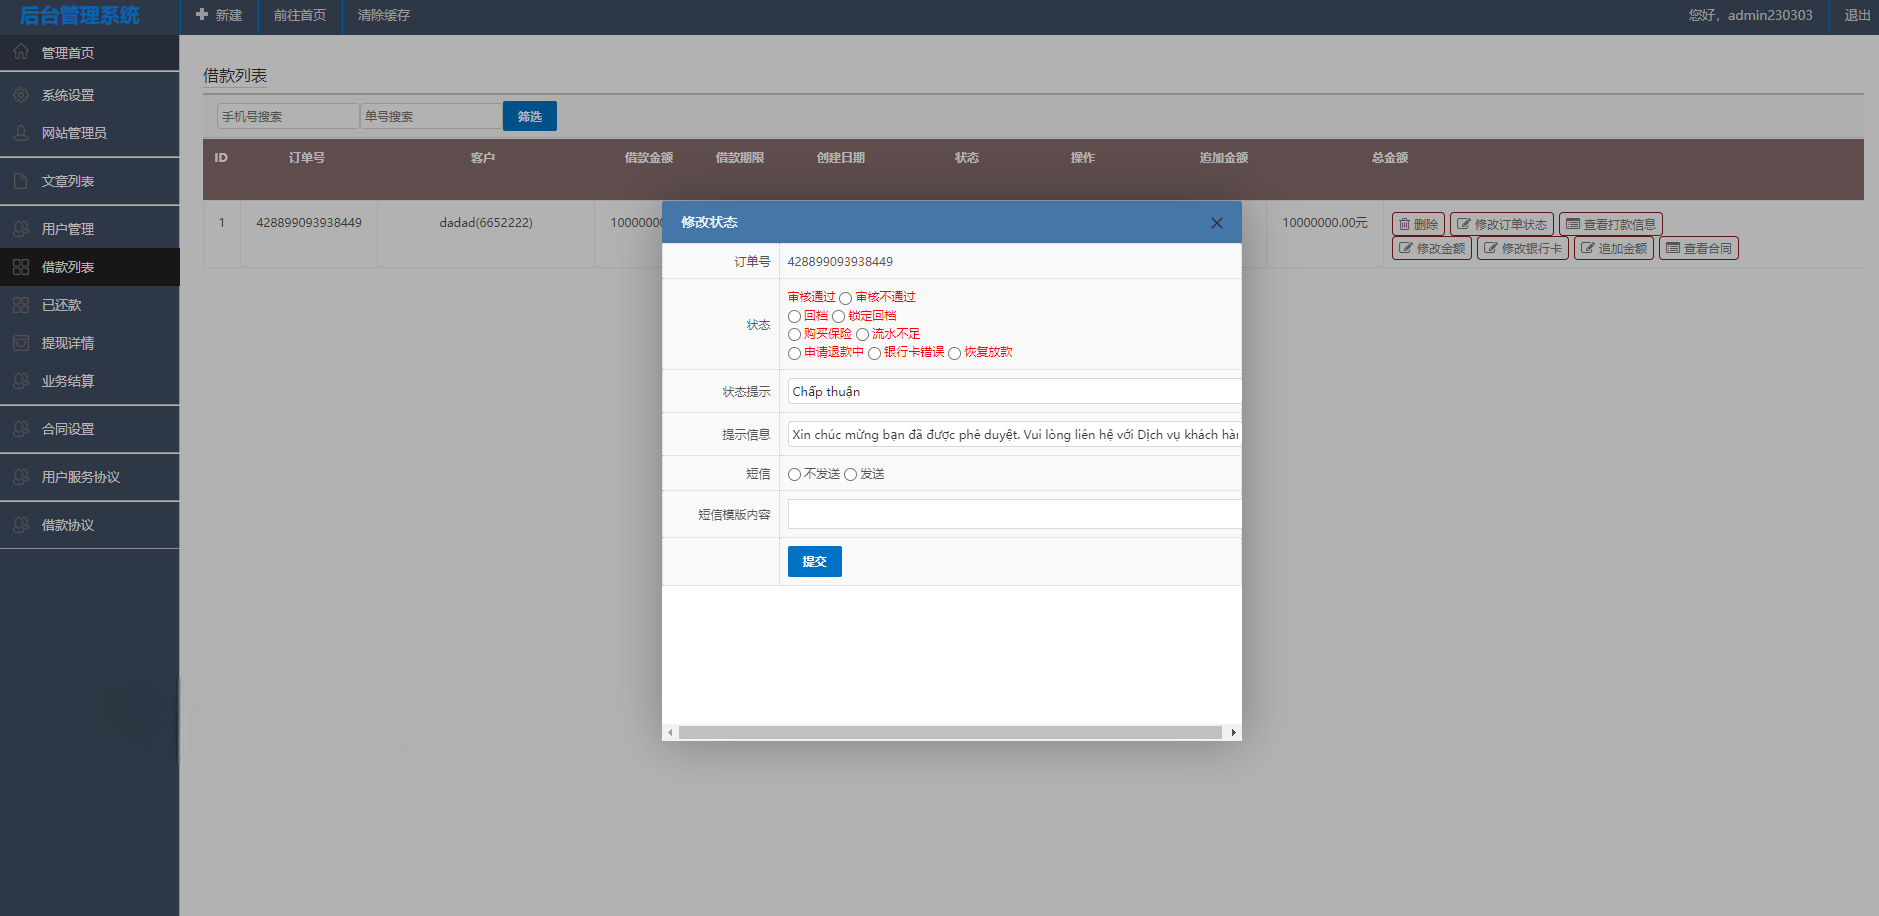 后台管理系统
新建
前往首页
清除缓存
您好，admin230303
退出
管理首页
系统设置
网站管理员
文章列表
用户管理
借款列表
已还款
提现详情
业务结算
合同设置
用户服务协议
借款协议
借款列表
手机号搜索 单号搜索 筛选
ID 订单号 客户 借款金额 借款期限 创建日期 状态 操作 追加金额 总金额
1 428899093938449 dadad(6652222) 1000000 10000000.00元 删除 修改订单状态 查看打款信息
修改金额 修改银行卡 追加金额 查看合同
修改状态
订单号 428899093938449
状态
审核通过 审核不通过
回档 锁定回档
购买保险 流水不足
申请退款中 银行卡错误 恢复放款
状态提示 Chấp thuận
提示信息 Xin chúc mừng bạn đã được phê duyệt. Vui lòng liên hệ với Dịch vụ khách hàn
短信 不发送 发送
短信模版内容
提交